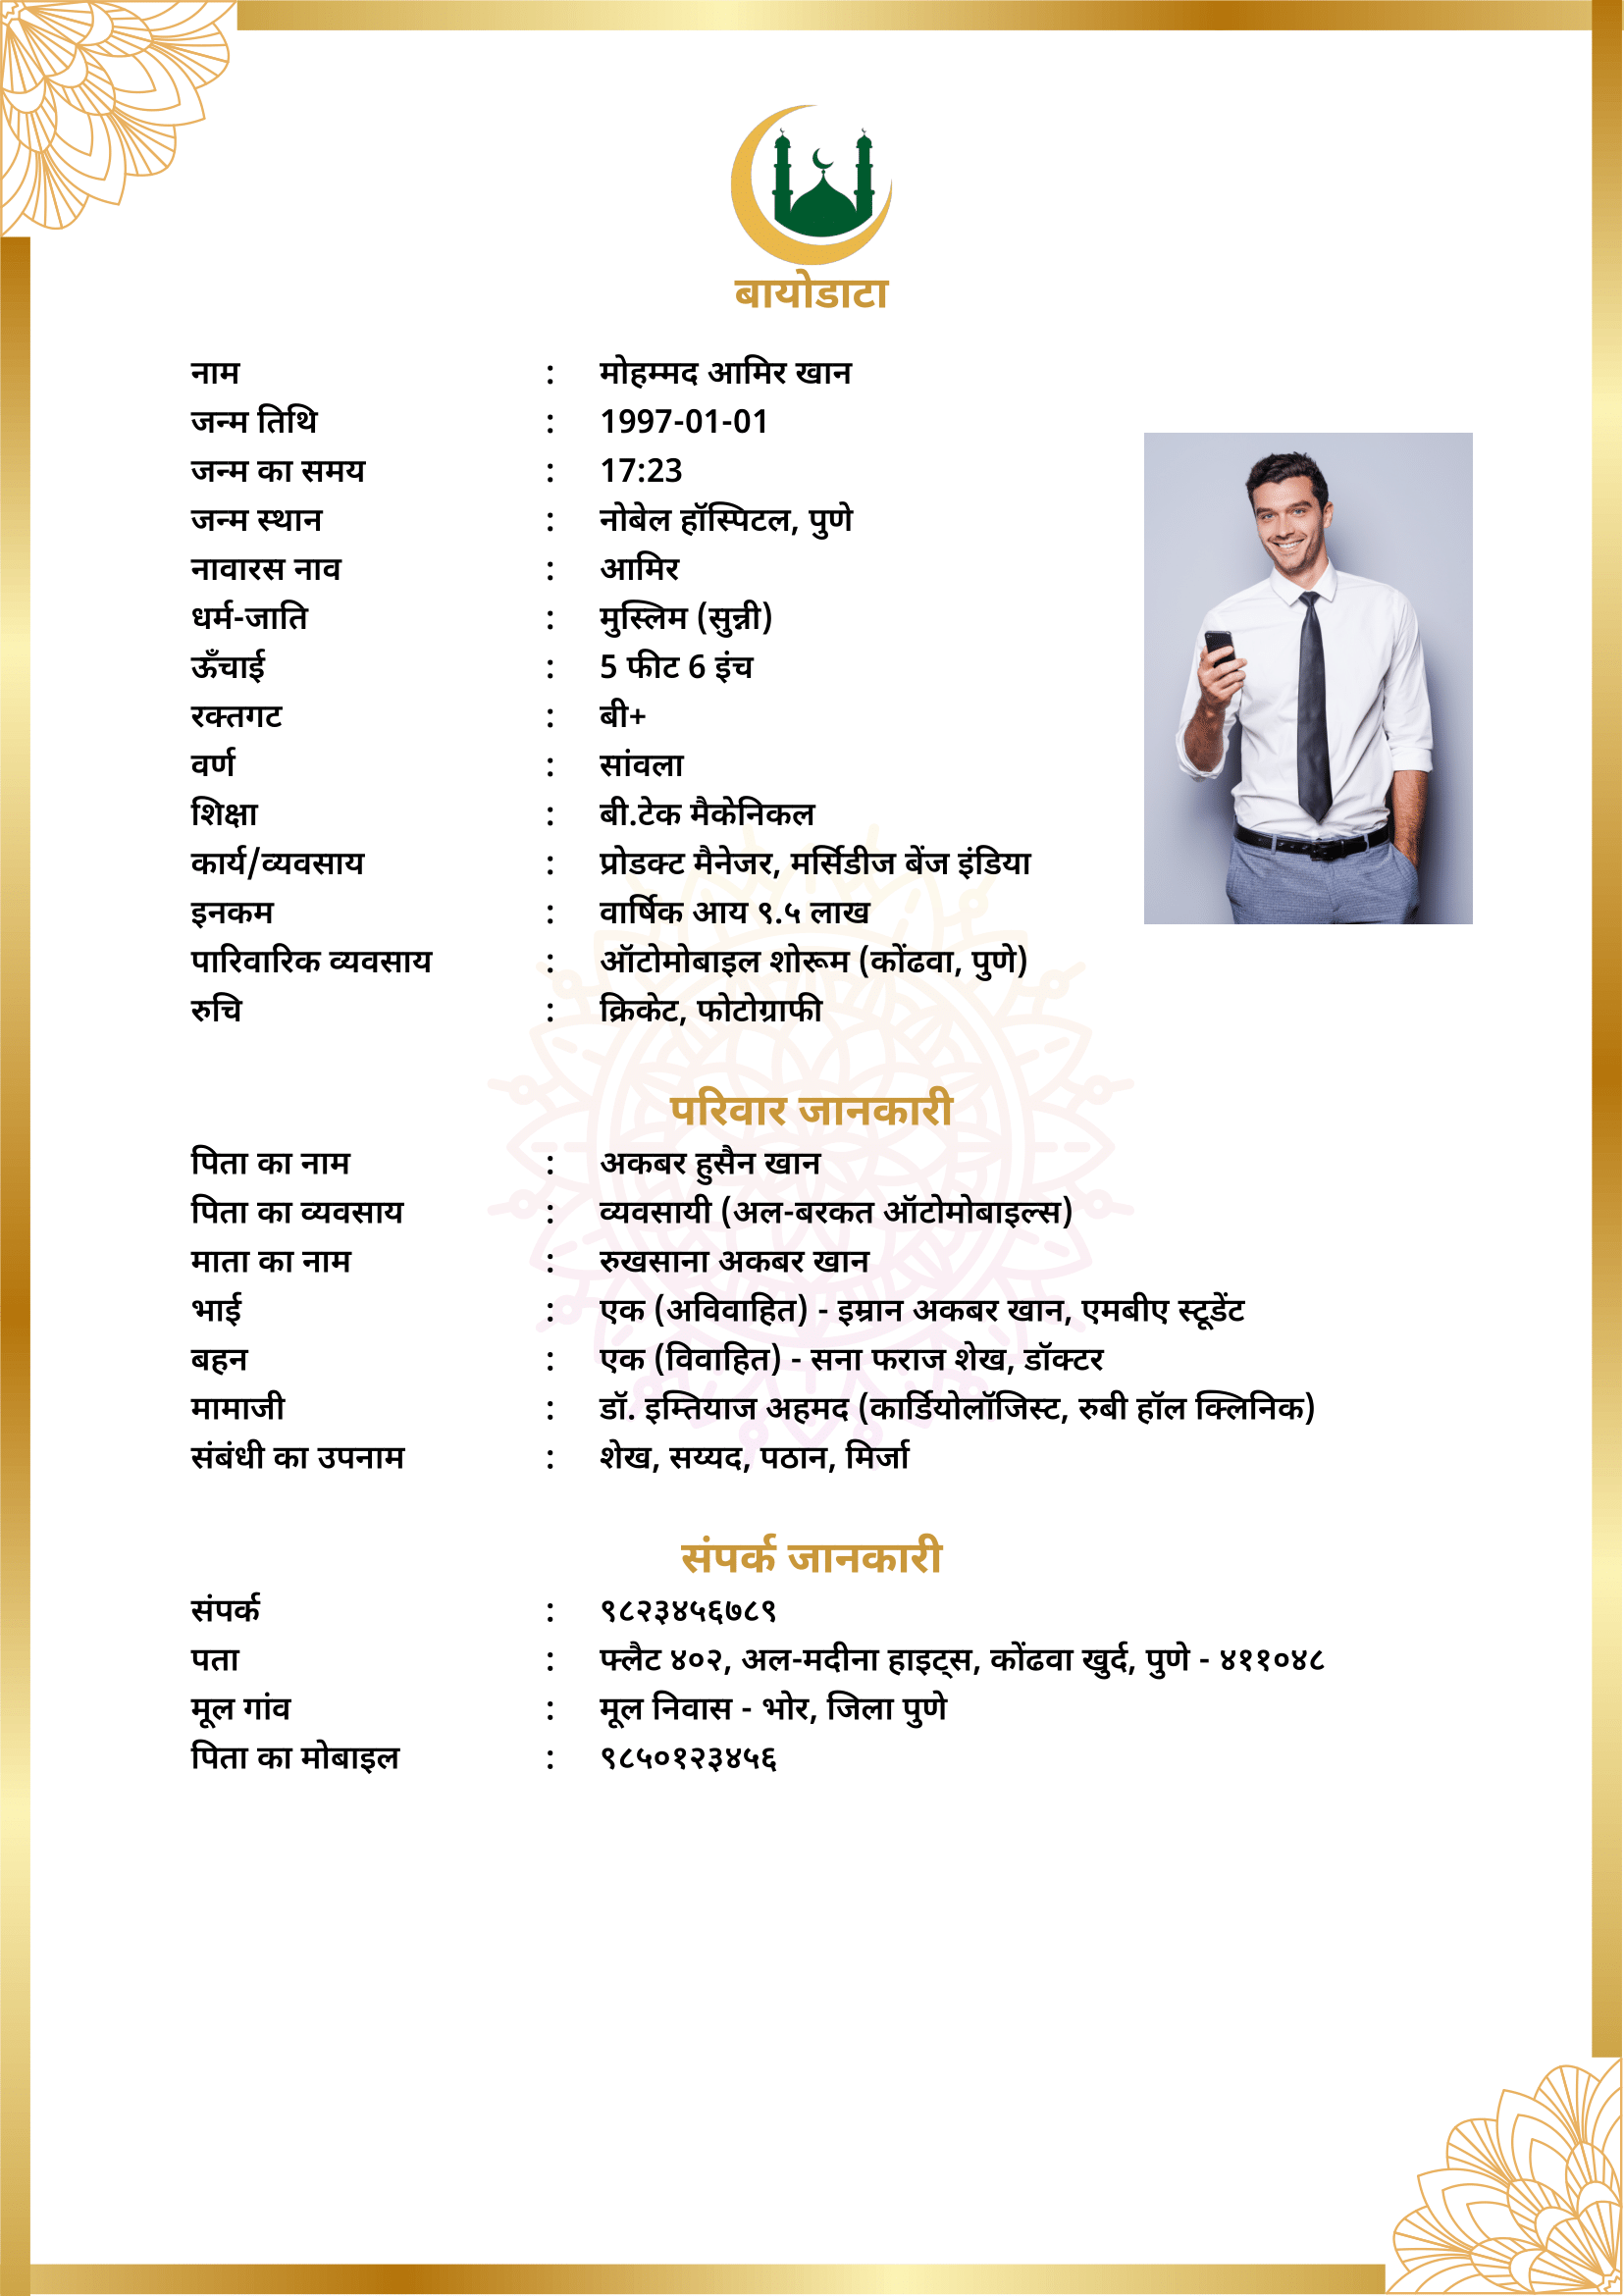 बायोडाटा
नाम : मोहम्मद आमिर खान
जन्म तिथि : 1997-01-01
जन्म का समय : 17:23
जन्म स्थान : नोबेल हॉस्पिटल, पुणे
नावारस नाव : आमिर
धर्म-जाति : मुस्लिम (सुन्नी)
ऊँचाई : 5 फीट 6 इंच
रक्तगट : बी+
वर्ण : सांवला
शिक्षा : बी.टेक मैकेनिकल
कार्य/व्यवसाय : प्रोडक्ट मैनेजर, मर्सिडीज बेंज इंडिया
इनकम : वार्षिक आय ९.५ लाख
पारिवारिक व्यवसाय : ऑटोमोबाइल शोरूम (कोंढवा, पुणे)
रुचि : क्रिकेट, फोटोग्राफी
परिवार जानकारी
पिता का नाम : अकबर हुसैन खान
पिता का व्यवसाय : व्यवसायी (अल-बरकत ऑटोमोबाइल्स)
माता का नाम : रुखसाना अकबर खान
भाई : एक (अविवाहित) - इम्रान अकबर खान, एमबीए स्टूडेंट
बहन : एक (विवाहित) - सना फराज शेख, डॉक्टर
मामाजी : डॉ. इम्तियाज अहमद (कार्डियोलॉजिस्ट, रुबी हॉल क्लिनिक)
संबंधी का उपनाम : शेख, सय्यद, पठान, मिर्जा
संपर्क जानकारी
संपर्क : ९८२३४५६७८९
पता : फ्लैट ४०२, अल-मदीना हाइट्स, कोंढवा खुर्द, पुणे - ४११०४८
मूल गांव : मूल निवास - भोर, जिला पुणे
पिता का मोबाइल : ९८५०१२३४५६